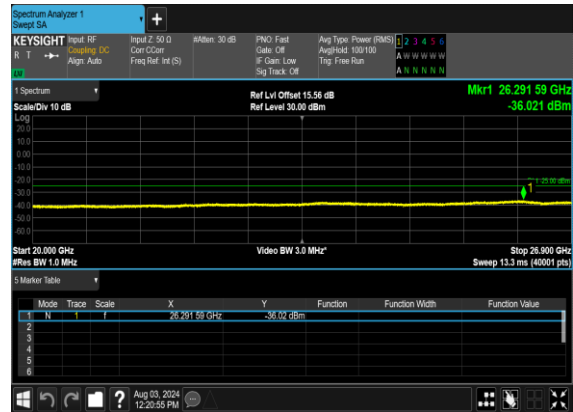 Spectrum Analyzer 1
Swept SA
+
KEYSIGHT Input: RF Input Z: 50 Ω #Atten: 30 dB PNO: Fast Avg Type: Power (RMS) 1 2 3 4 5 6
R T Coupling: DC Corr CCorr Gate: Off Avg|Hold: 100/100 A W W W W W
Align: Auto Freq Ref: Int (S) IF Gain: Low Trig: Free Run
Sig Track: Off A N N N N N
1 Spectrum
Ref Lvl Offset 15.56 dB Mkr1 26.291 59 GHz
Scale/Div 10 dB Ref Level 30.00 dBm -36.021 dBm
Log
20.0
10.0
0.00
-10.0
-20.0
-25.00 dBm
-30.0
1
-40.0
-50.0
-60.0
Start 20.000 GHz Video BW 3.0 MHz* Stop 26.900 GHz
#Res BW 1.0 MHz Sweep 13.3 ms (40001 pts)
5 Marker Table
Mode Trace Scale X Y Function Function Width Function Value
1 N 1 f 26.291 59 GHz -36.02 dBm
2
3
4
5
6
? Aug 03, 2024
12:20:55 PM